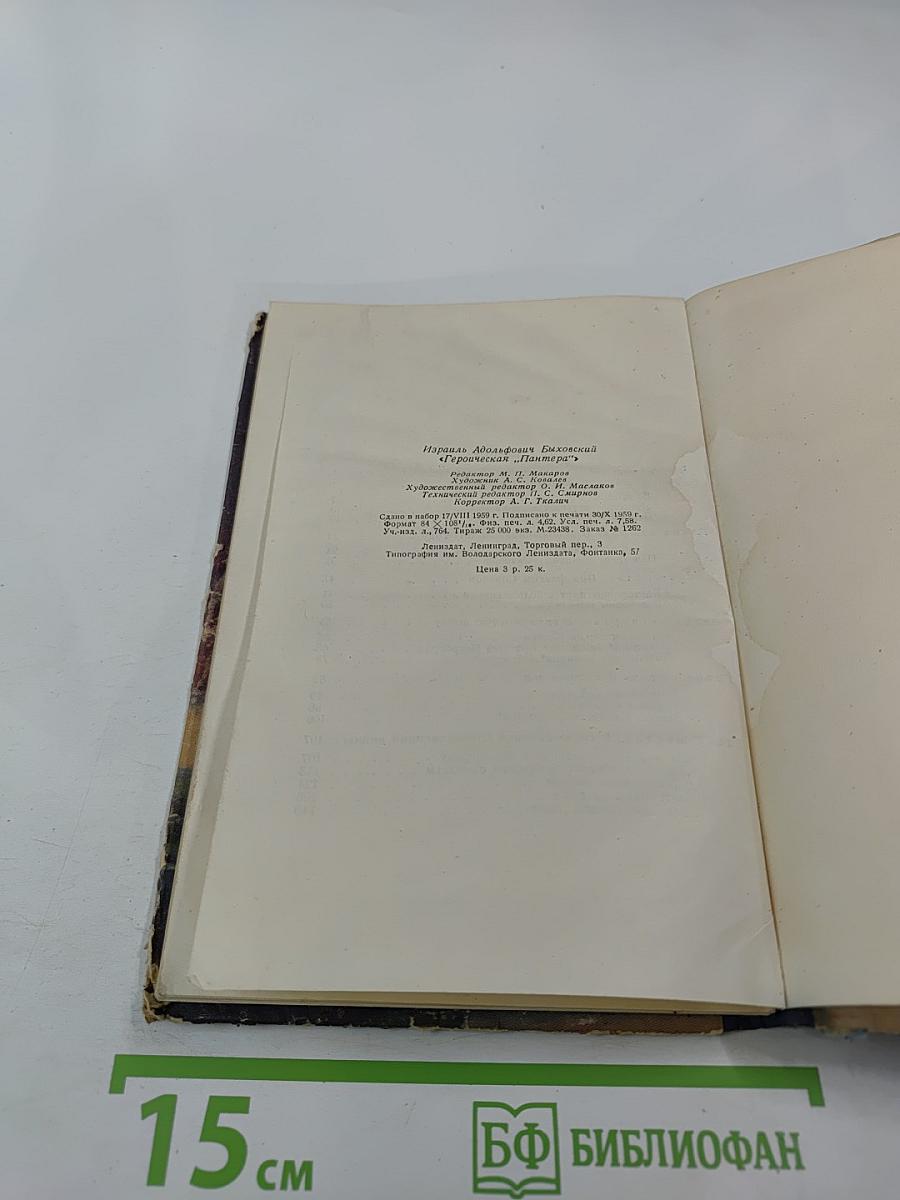 Израиль Адольфович Быховский
«Героическая „Пантера“»
Редактор М. П. Макаров
Художник А. С. Ковалев
Художественный редактор О. И. Маслаков
Технический редактор П. С. Смирнов
Корректор А. Г. Ткалич
Сдано в набор 17/VIII 1959 г. Подписано к печати 30/X 1959 г.
Формат 84 × 108¹/₁₆. Физ. печ. л. 4,62. Усл. печ. л. 7,58.
Уч.-изд. л., 764. Тираж 25 000 экз. М-23438. Заказ № 1262
Лениздат, Ленинград, Торговый пер., 3
Типография им. Володарского Лениздата, Фонтанка, 57
Цена 3 р. 25 к.
15 см
БФ БИБЛИОФАН